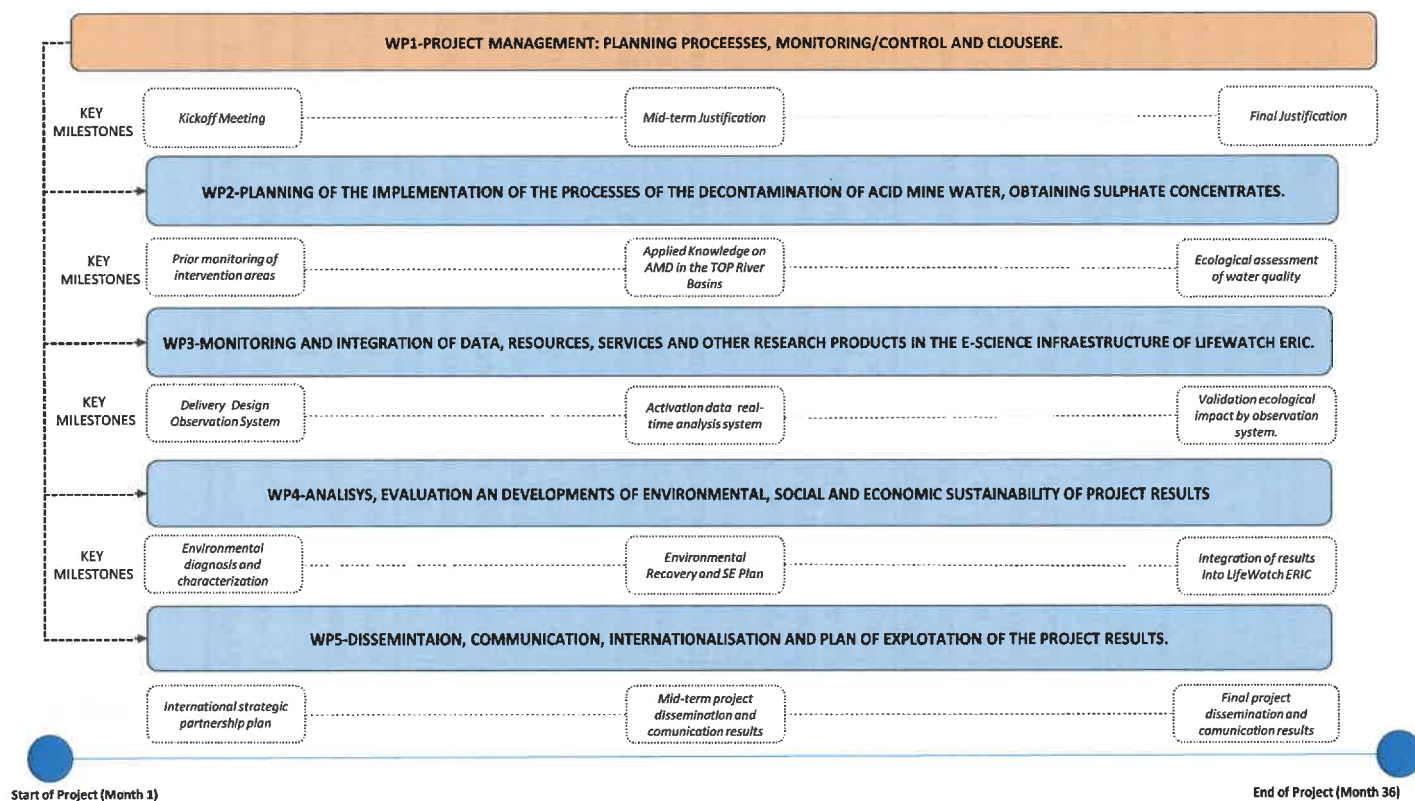 WP1-PROJECT MANAGEMENT: PLANNING PROCEESSES, MONITORING/CONTROL AND CLOUSERE.
KEY
MILESTONES
Kickoff Meeting
Mid-term Justification
Final Justification
WP2-PLANNING OF THE IMPLEMENTATION OF THE PROCESSES OF THE DECONTAMINATION OF ACID MINE WATER, OBTAINING SULPHATE CONCENTRATES.
KEY
MILESTONES
Prior monitoring of
intervention areas
Applied Knowledge on
AMD in the TOP River
Basins
Ecological assessment
of water quality
WP3-MONITORING AND INTEGRATION OF DATA, RESOURCES, SERVICES AND OTHER RESEARCH PRODUCTS IN THE E-SCIENCE INFRAESTRUCTURE OF LIFEWATCH ERIC.
KEY
MILESTONES
Delivery Design
Observation System
Activation data real-
time analysis system
Validation ecological
impact by observation
system.
WP4-ANALISYS, EVALUATION AN DEVELOPMENTS OF ENVIRONMENTAL, SOCIAL AND ECONOMIC SUSTAINABILITY OF PROJECT RESULTS
KEY
MILESTONES
Environmental
diagnosis and
characterization
Environmental
Recovery and SE Plan
Integration of results
into LifeWatch ERIC
WP5-DISSEMINTAION, COMMUNICATION, INTERNATIONALISATION AND PLAN OF EXPLOTATION OF THE PROJECT RESULTS.
International strategic
partnership plan
Mid-term project
dissemination and
comunication results
Final project
dissemination and
comunication results
Start of Project (Month 1)
End of Project (Month 36)